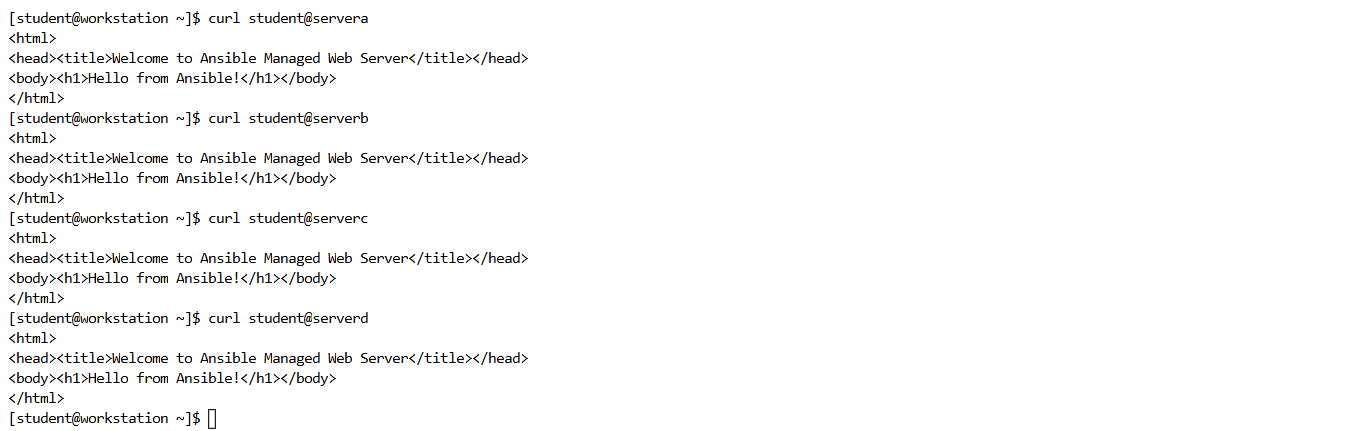 [student@workstation ~]$ curl student@servera
<html>
<head><title>Welcome to Ansible Managed Web Server</title></head>
<body><h1>Hello from Ansible!</h1></body>
</html>
[student@workstation ~]$ curl student@serverb
<html>
<head><title>Welcome to Ansible Managed Web Server</title></head>
<body><h1>Hello from Ansible!</h1></body>
</html>
[student@workstation ~]$ curl student@serverc
<html>
<head><title>Welcome to Ansible Managed Web Server</title></head>
<body><h1>Hello from Ansible!</h1></body>
</html>
[student@workstation ~]$ curl student@serverd
<html>
<head><title>Welcome to Ansible Managed Web Server</title></head>
<body><h1>Hello from Ansible!</h1></body>
</html>
[student@workstation ~]$